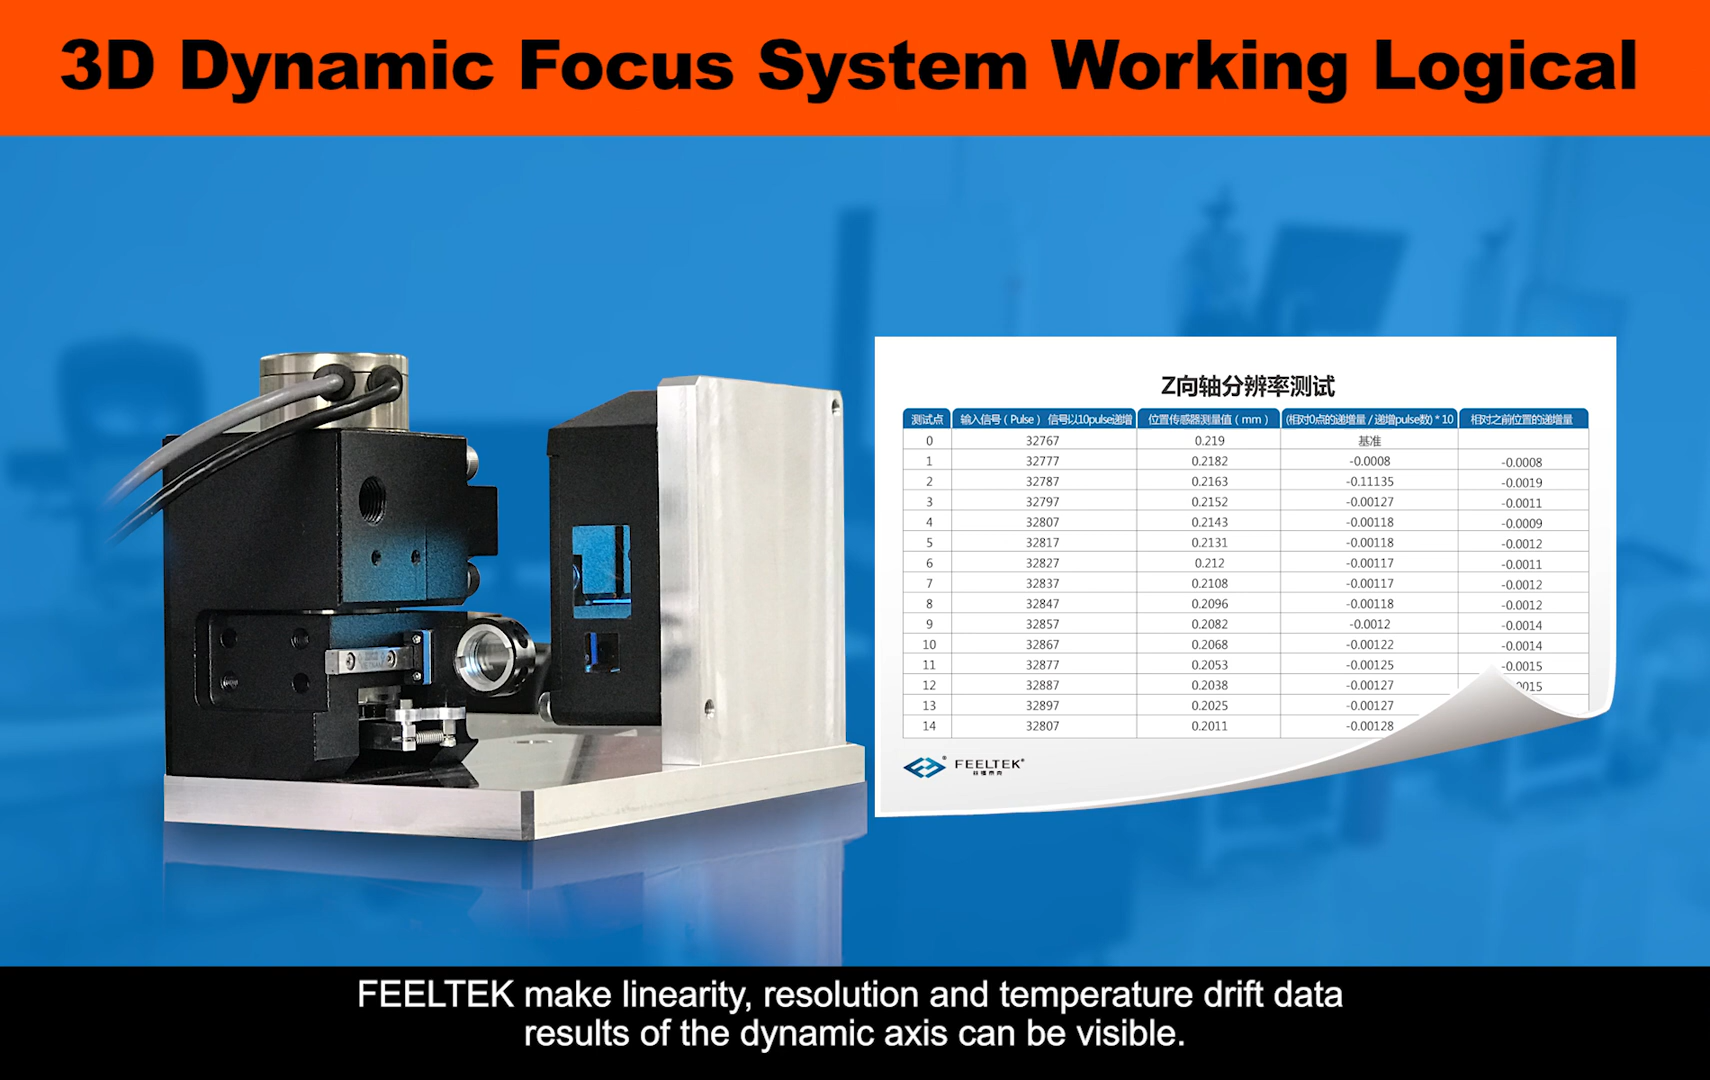 3D Dynamic Focus System Working Logical
Z向轴分辨率测试
测试点 输入信号（Pulse） 信号以10pulse递增 位置传感器测量值（mm） (相对0点的递增量 / 递增pulse数) * 10 相对之前位置的递增量
0 32767 0.219 基准
1 32777 0.2182 -0.0008 -0.0008
2 32787 0.2163 -0.11135 -0.0019
3 32797 0.2152 -0.00127 -0.0011
4 32807 0.2143 -0.00118 -0.0009
5 32817 0.2131 -0.00118 -0.0012
6 32827 0.212 -0.00117 -0.0011
7 32837 0.2108 -0.00117 -0.0012
8 32847 0.2096 -0.00118 -0.0012
9 32857 0.2082 -0.0012 -0.0014
10 32867 0.2068 -0.00122 -0.0014
11 32877 0.2053 -0.00125 -0.0015
12 32887 0.2038 -0.00127
13 32897 0.2025 -0.00127
14 32807 0.2011 -0.00128
FEELTEK®
FEELTEK make linearity, resolution and temperature drift data
results of the dynamic axis can be visible.